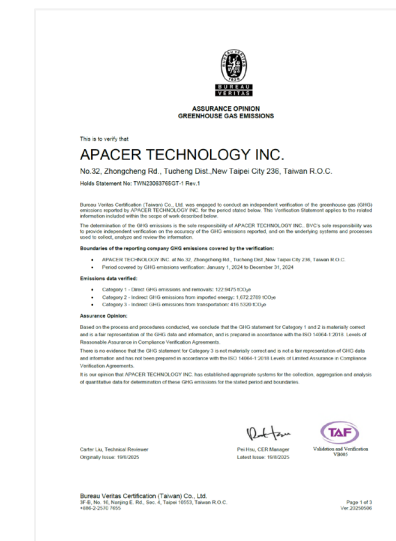 BUREAU
VERITAS
ASSURANCE OPINION
GREENHOUSE GAS EMISSIONS
This is to verify that
APACER TECHNOLOGY INC.
No.32, Zhongcheng Rd., Tucheng Dist.,New Taipei City 236, Taiwan R.O.C.
Holds Statement No: TWN23093765GT-1 Rev.1
Bureau Veritas Certification (Taiwan) Co., Ltd. was engaged to conduct an independent verification of the greenhouse gas (GHG)
emissions reported by APACER TECHNOLOGY INC. for the period stated below. This Verification Statement applies to the related
information included within the scope of work described below.
The determination of the GHG emissions is the sole responsibility of APACER TECHNOLOGY INC.. BVC's sole responsibility was
to provide independent verification on the accuracy of the GHG emissions reported, and on the underlying systems and processes
used to collect, analyze and review the information.
Boundaries of the reporting company GHG emissions covered by the verification:
• APACER TECHNOLOGY INC. at No.32, Zhongcheng Rd., Tucheng Dist.,New Taipei City 236, Taiwan R.O.C.
• Period covered by GHG emissions verification: January 1, 2024 to December 31, 2024
Emissions data verified:
• Category 1 - Direct GHG emissions and removals: 122.9475 tCO₂e
• Category 2 - Indirect GHG emissions from imported energy: 1,672.2789 tCO₂e
• Category 3 - Indirect GHG emissions from transportation: 416.5320 tCO₂e
Assurance Opinion:
Based on the process and procedures conducted, we conclude that the GHG statement for Category 1 and 2 is materially correct
and is a fair representation of the GHG data and information, and is prepared in accordance with the ISO 14064-1:2018. Levels of
Reasonable Assurance in Compliance Verification Agreements.
There is no evidence that the GHG statement for Category 3 is not materially correct and is not a fair representation of GHG data
and information and has not been prepared in accordance with the ISO 14064-1:2018 Levels of Limited Assurance in Compliance
Verification Agreements.
It is our opinion that APACER TECHNOLOGY INC. has established appropriate systems for the collection, aggregation and analysis
of quantitative data for determination of these GHG emissions for the stated period and boundaries.
TAF
Carter Liu, Technical Reviewer
Originally Issue: 10/8/2025
Pei Hsu, CER Manager
Latest Issue: 10/8/2025
Validation and Verification
Bureau Veritas Certification (Taiwan) Co., Ltd.
3F-B, No. 16, Nanjing E. Rd., Sec. 4, Taipei 10553, Taiwan R.O.C.
+886-2-2570 7655
Page 1 of 3